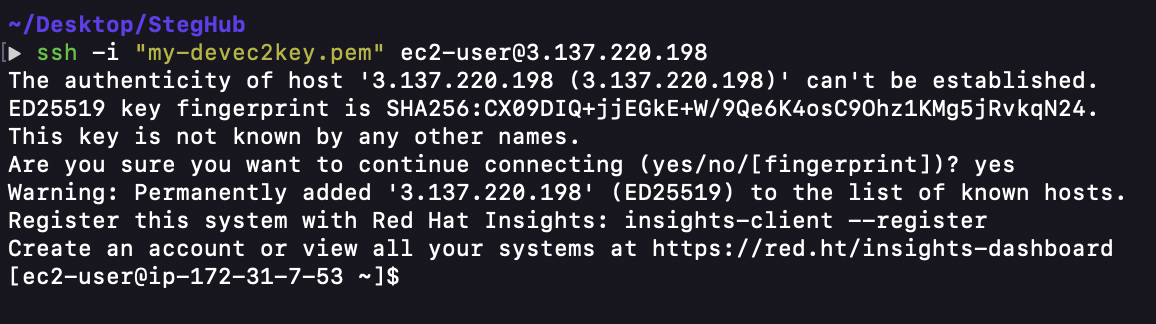 ~/Desktop/StegHub
[▶ ssh -i "my-devec2key.pem" ec2-user@3.137.220.198
The authenticity of host '3.137.220.198 (3.137.220.198)' can't be established.
ED25519 key fingerprint is SHA256:CX09DIQ+jjEGkE+W/9Qe6K4osC9Ohz1KMg5jRvkqN24.
This key is not known by any other names.
Are you sure you want to continue connecting (yes/no/[fingerprint])? yes
Warning: Permanently added '3.137.220.198' (ED25519) to the list of known hosts.
Register this system with Red Hat Insights: insights-client --register
Create an account or view all your systems at https://red.ht/insights-dashboard
[ec2-user@ip-172-31-7-53 ~]$